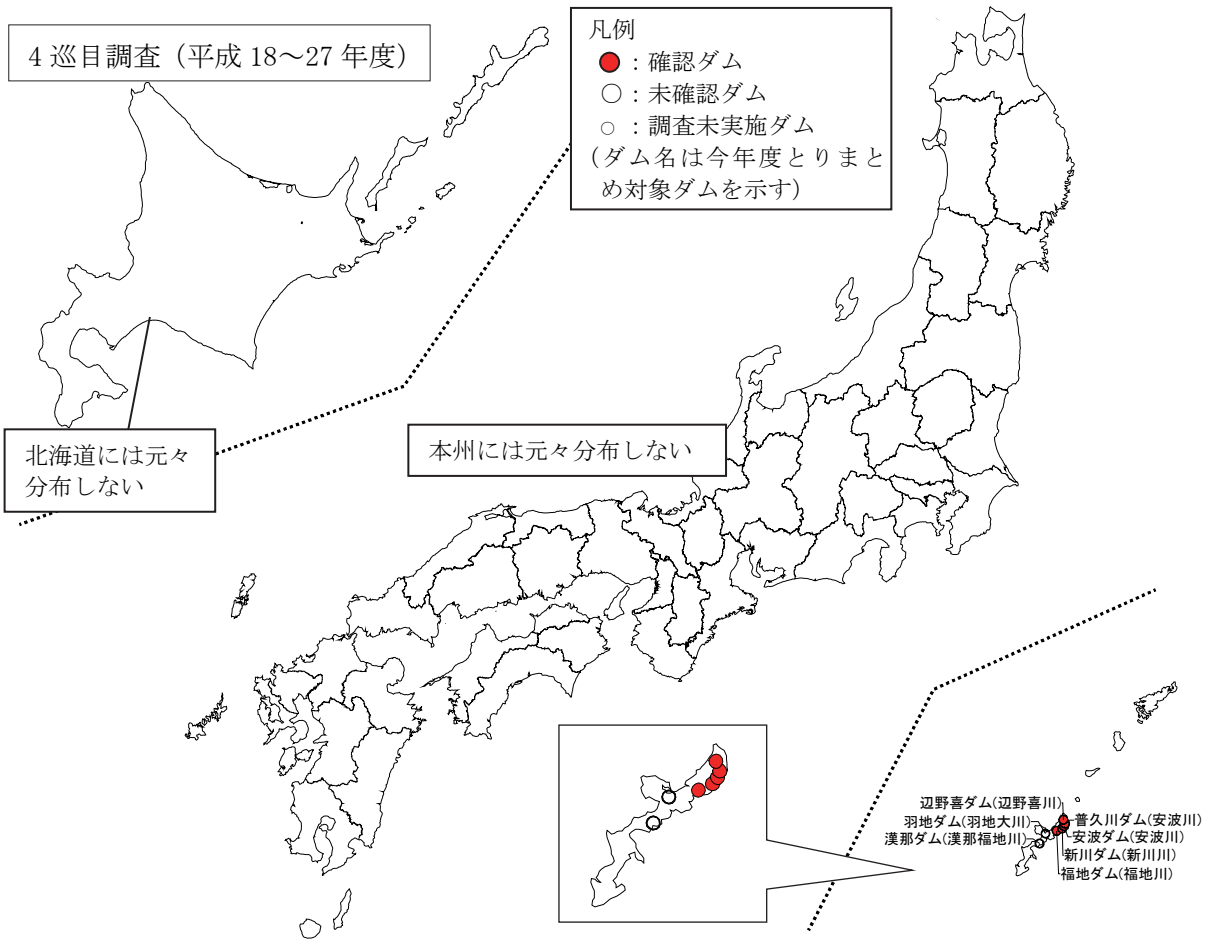 4 巡目調査（平成 18～27 年度）
凡例
：確認ダム
：未確認ダム
：調査未実施ダム
（ダム名は今年度とりまと
め対象ダムを示す）
北海道には元々
分布しない
本州には元々分布しない
辺野喜ダム(辺野喜川)
羽地ダム(羽地大川)
漢那ダム(漢那福地川)
普久川ダム(安波川)
安波ダム(安波川)
新川ダム(新川川)
福地ダム(福地川)